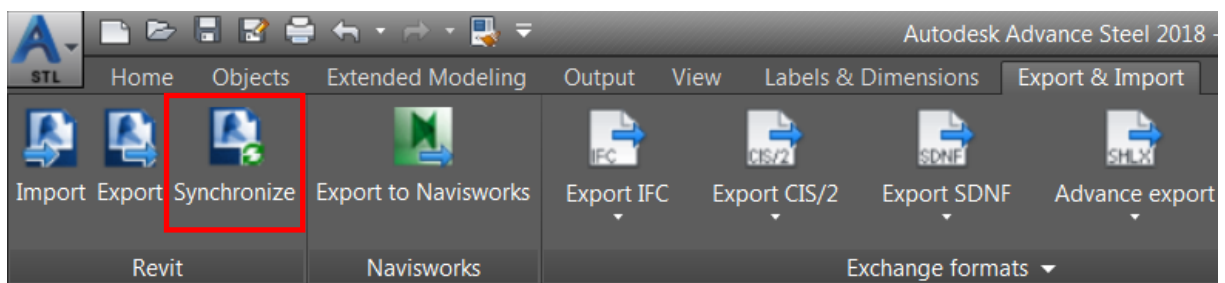 Autodesk Advance Steel 2018 -
STL Home Objects Extended Modeling Output View Labels & Dimensions Export & Import
IFC CIS/2 SDNF SMLX
Import Export Synchronize Export to Navisworks Export IFC Export CIS/2 Export SDNF Advance export
Revit Navisworks Exchange formats